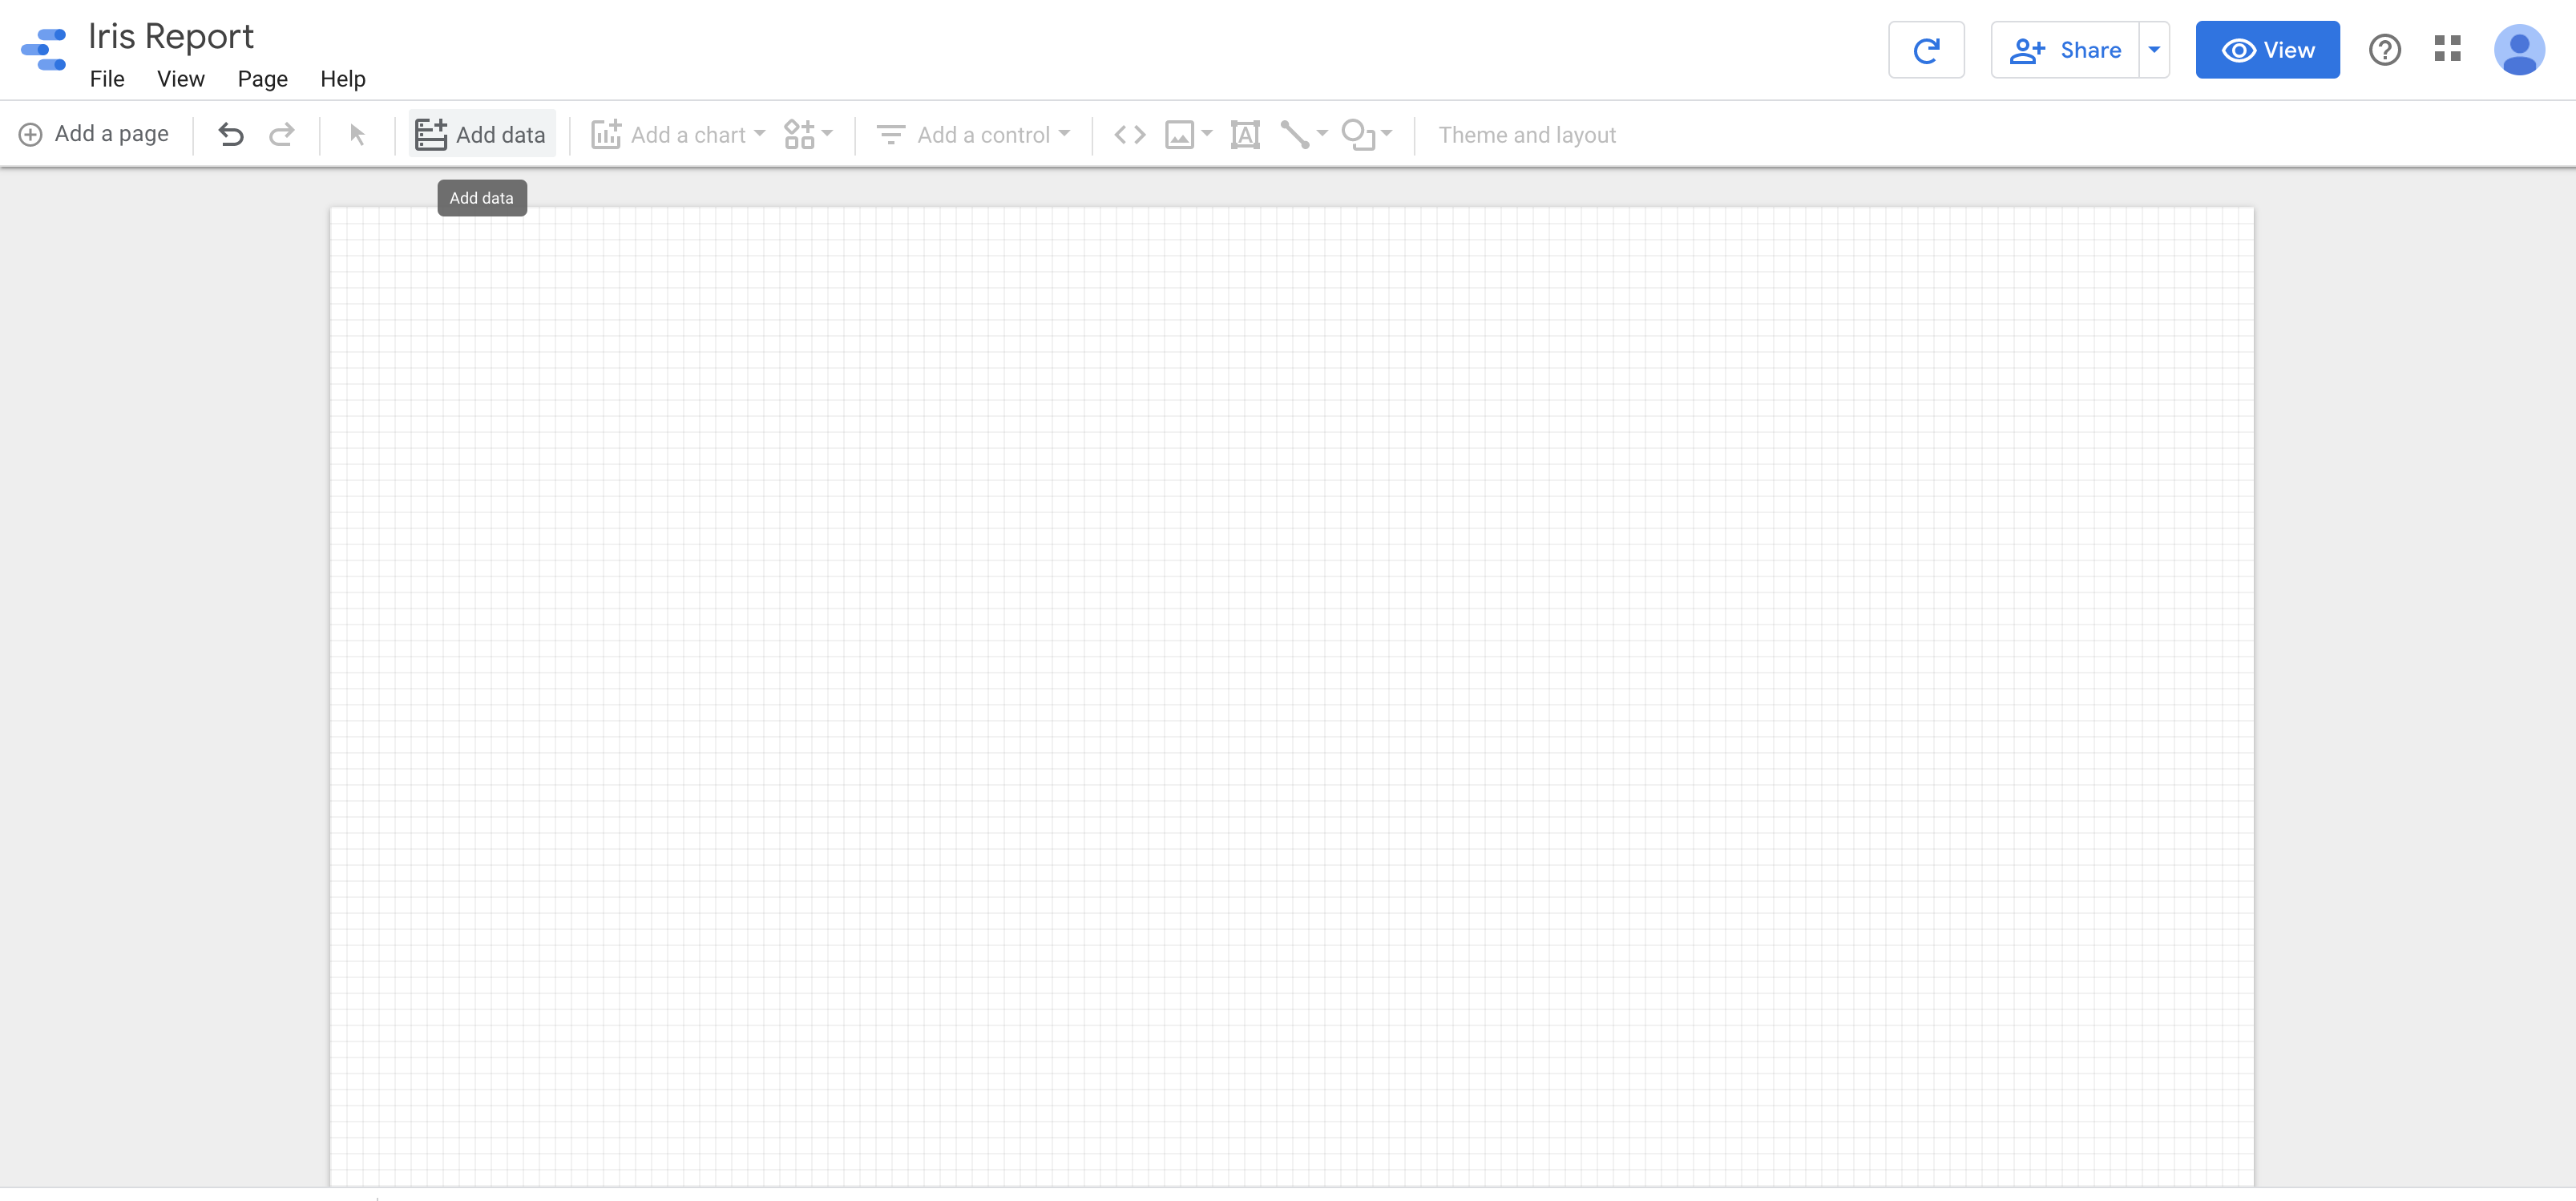 Iris Report
File View Page Help
Share
View
Add a page
Add data
Add a chart
Add a control
A
Theme and layout
Add data